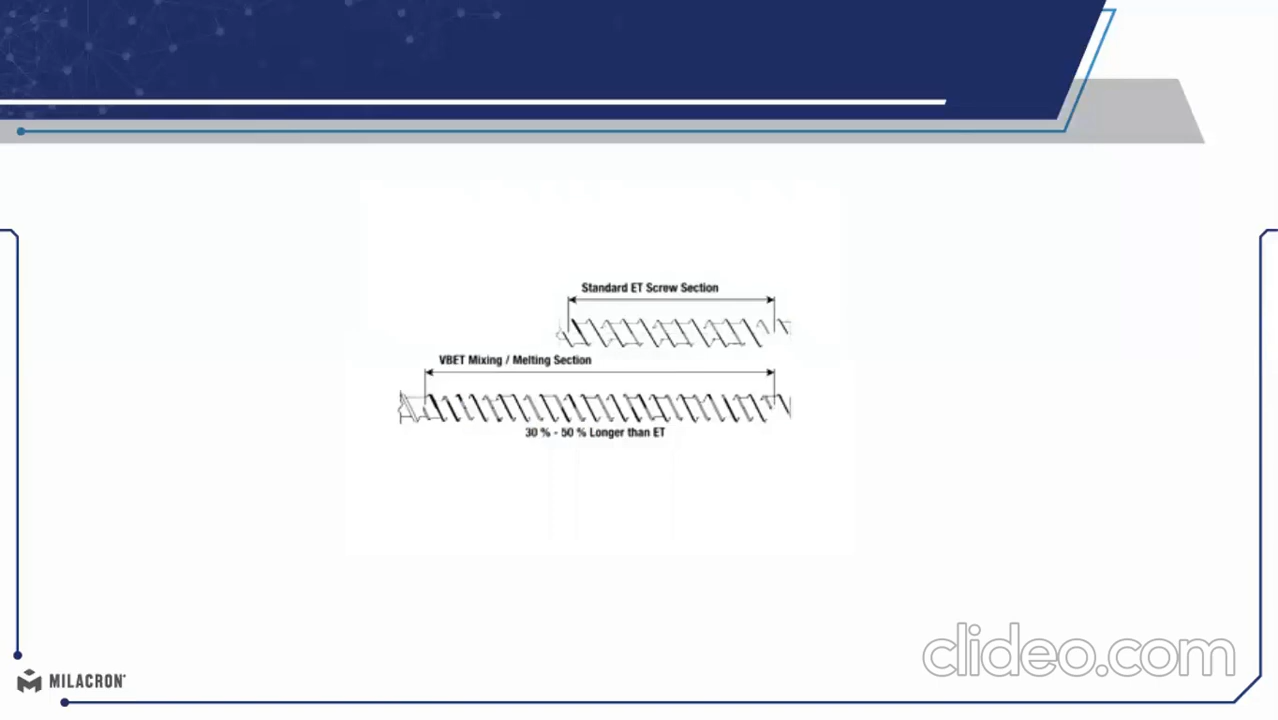 Standard ET Screw Section
VBET Mixing / Melting Section
30 % - 50 % Longer than ET
MILACRON
clideo.com